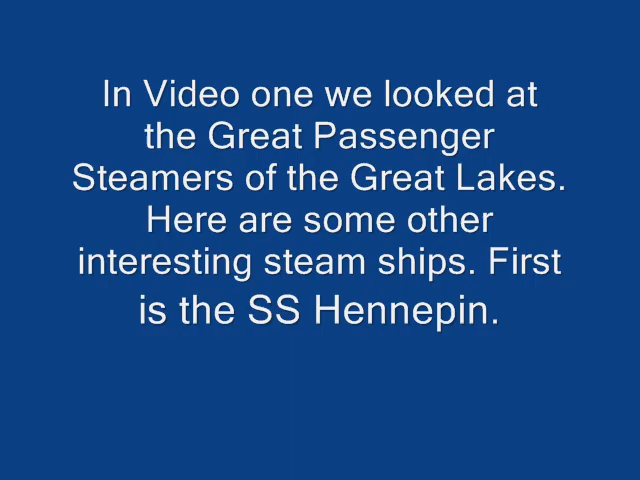 In Video one we looked at
the Great Passenger
Steamers of the Great Lakes.
Here are some other
interesting steam ships. First
is the SS Hennepin.